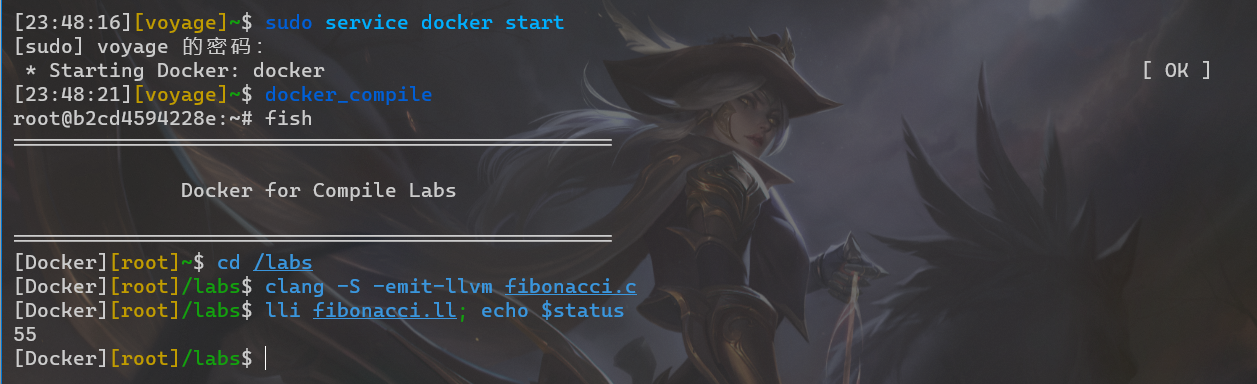 [23:48:16][voyage]~$ sudo service docker start
[sudo] voyage 的密码：
 * Starting Docker: docker [ OK ]
[23:48:21][voyage]~$ docker_compile
root@b2cd4594228e:~# fish
══════════════════════════════════════════════════
Docker for Compile Labs
══════════════════════════════════════════════════
[Docker][root]~$ cd /labs
[Docker][root]/labs$ clang -S -emit-llvm fibonacci.c
[Docker][root]/labs$ lli fibonacci.ll; echo $status
55
[Docker][root]/labs$